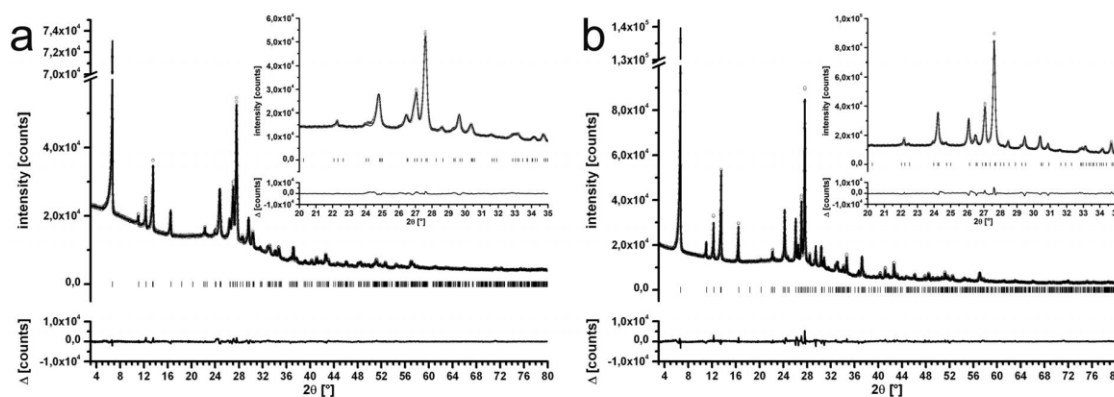 a
7,4x10⁴
7,2x10⁴
7,0x10⁴
4,0x10⁴
2,0x10⁴
0,0
intensity [counts]
1,0x10⁴
0,0
-1,0x10⁴
Δ [counts]
4 8 12 16 20 24 28 32 36 40 44 48 52 56 60 64 68 72 76 80
2θ [°]
6,0x10⁴
5,0x10⁴
4,0x10⁴
3,0x10⁴
2,0x10⁴
1,0x10⁴
0,0
intensity [counts]
1,0x10⁴
0,0
-1,0x10⁴
Δ [counts]
20 21 22 23 24 25 26 27 28 29 30 31 32 33 34 35
2θ [°]
b
1,4x10⁵
1,3x10⁵
8,0x10⁴
6,0x10⁴
4,0x10⁴
2,0x10⁴
0,0
intensity [counts]
1,0x10⁴
0,0
-1,0x10⁴
Δ [counts]
4 8 12 16 20 24 28 32 36 40 44 48 52 56 60 64 68 72 76
2θ [°]
1,0x10⁵
8,0x10⁴
6,0x10⁴
4,0x10⁴
2,0x10⁴
0,0
intensity [counts]
1,0x10⁴
0,0
-1,0x10⁴
Δ [counts]
20 21 22 23 24 25 26 27 28 29 30 31 32 33 34
2θ [°]